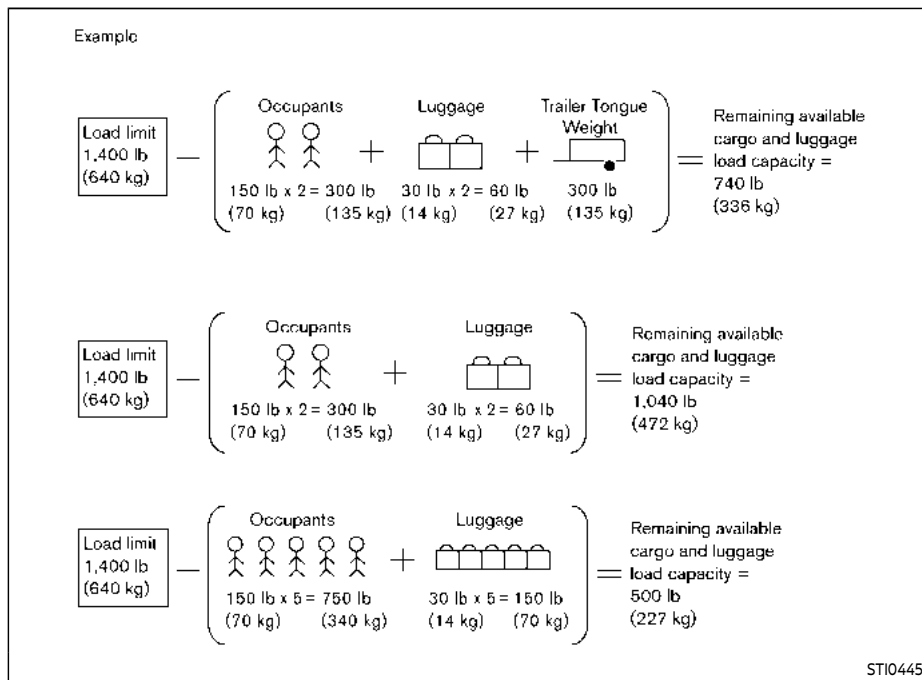 Example
Load limit
1,400 lb
(640 kg)
Occupants
Luggage
Trailer Tongue
Weight
150 lb x 2 = 300 lb
(70 kg) (135 kg)
30 lb x 2 = 60 lb
(14 kg) (27 kg)
300 lb
(135 kg)
Remaining available
cargo and luggage
load capacity =
740 lb
(336 kg)
Load limit
1,400 lb
(640 kg)
Occupants
Luggage
150 lb x 2 = 300 lb
(70 kg) (135 kg)
30 lb x 2 = 60 lb
(14 kg) (27 kg)
Remaining available
cargo and luggage
load capacity =
1,040 lb
(472 kg)
Load limit
1,400 lb
(640 kg)
Occupants
Luggage
150 lb x 5 = 750 lb
(70 kg) (340 kg)
30 lb x 5 = 150 lb
(14 kg) (70 kg)
Remaining available
cargo and luggage
load capacity =
500 lb
(227 kg)
STI0445